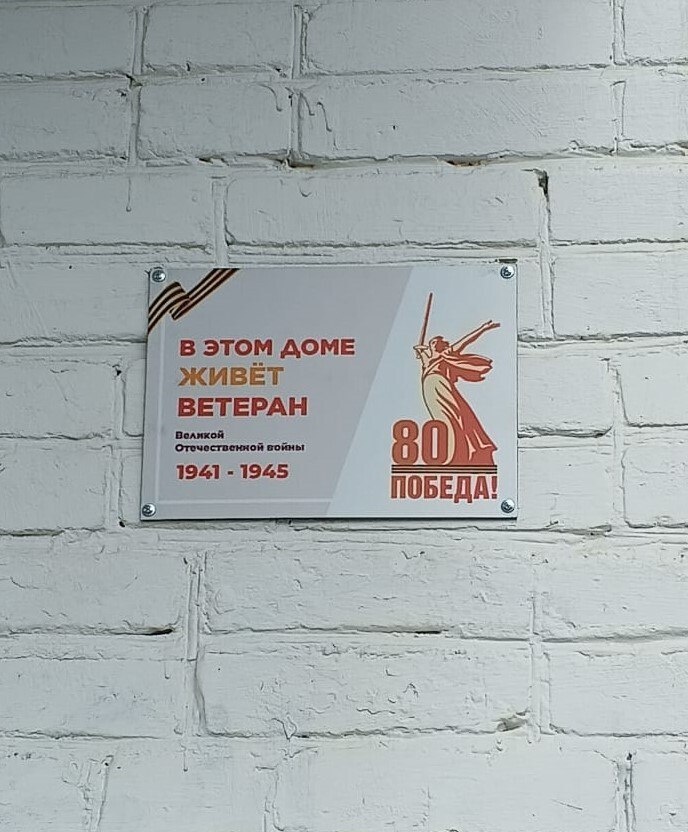 В ЭТОМ ДОМЕ
ЖИВЁТ
ВЕТЕРАН
Великой
Отечественной войны
1941 - 1945
80
ПОБЕДА!